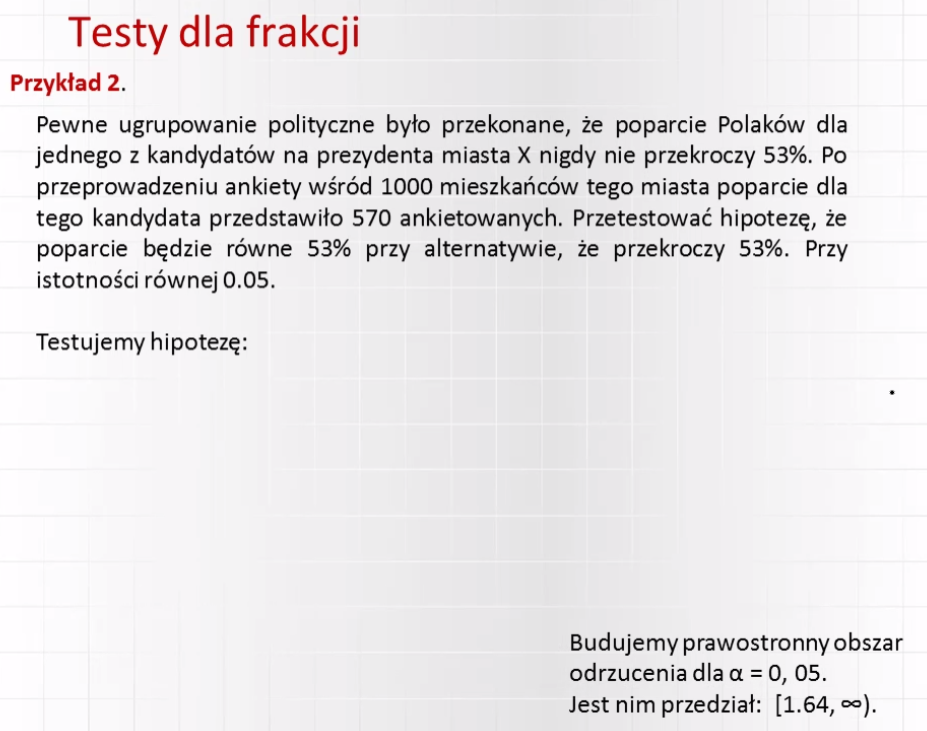 Testy dla frakcji
Przykład 2.
Pewne ugrupowanie polityczne było przekonane, że poparcie Polaków dla
jednego z kandydatów na prezydenta miasta X nigdy nie przekroczy 53%. Po
przeprowadzeniu ankiety wśród 1000 mieszkańców tego miasta poparcie dla
tego kandydata przedstawiło 570 ankietowanych. Przetestować hipotezę, że
poparcie będzie równe 53% przy alternatywie, że przekroczy 53%. Przy
istotności równej 0.05.
Testujemy hipotezę:
.
Budujemy prawostronny obszar
odrzucenia dla α = 0, 05.
Jest nim przedział: [1.64, ∞).